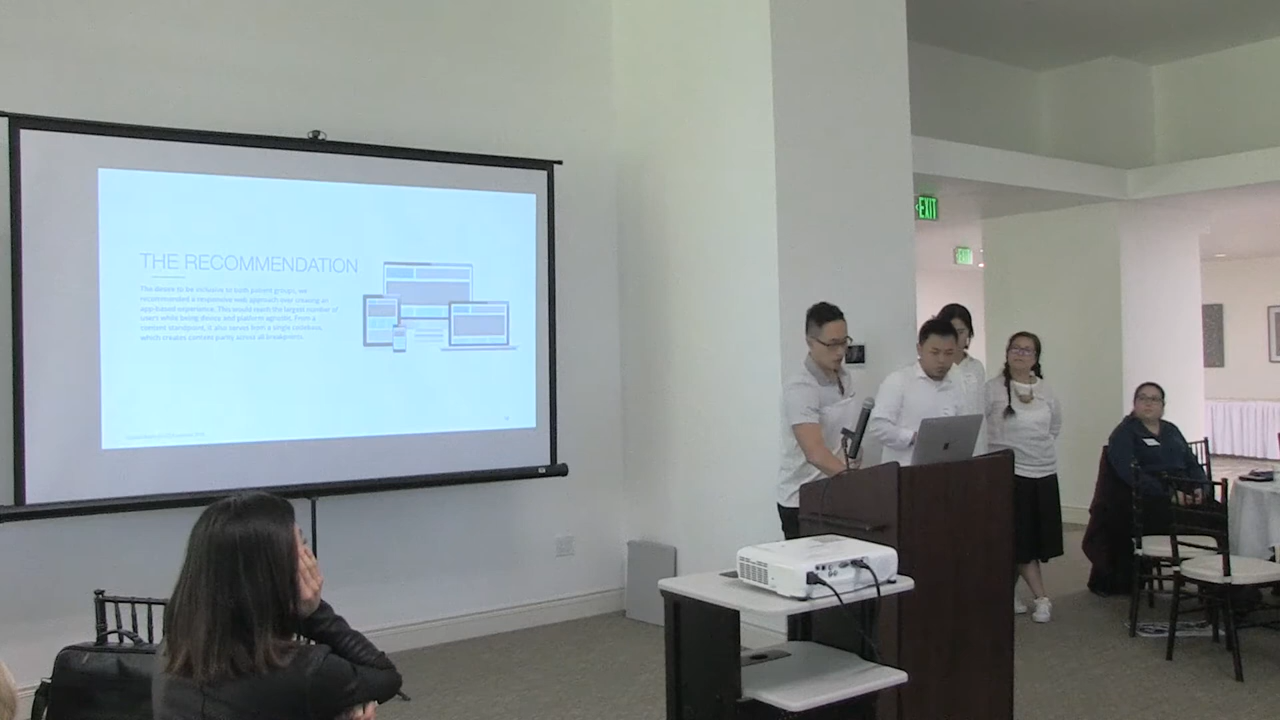 THE RECOMMENDATION
The desire to be inclusive to both patient groups, we
recommended a responsive web approach over creating an
app-based experience. This would reach the largest number of
users while being device and platform agnostic. From a
content standpoint, it also serves from a single codebase,
which creates content parity across all breakpoints.
EXIT
EXIT